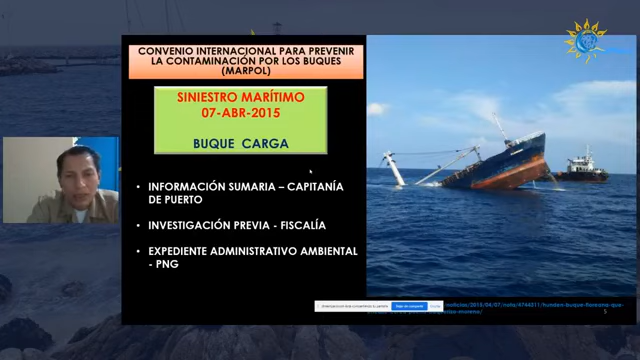 CONVENIO INTERNACIONAL PARA PREVENIR
LA CONTAMINACIÓN POR LOS BUQUES
(MARPOL)
SINIESTRO MARÍTIMO
07-ABR-2015
BUQUE CARGA
• INFORMACIÓN SUMARIA – CAPITANÍA
DE PUERTO
• INVESTIGACIÓN PREVIA - FISCALÍA
• EXPEDIENTE ADMINISTRATIVO AMBIENTAL
- PNG
5